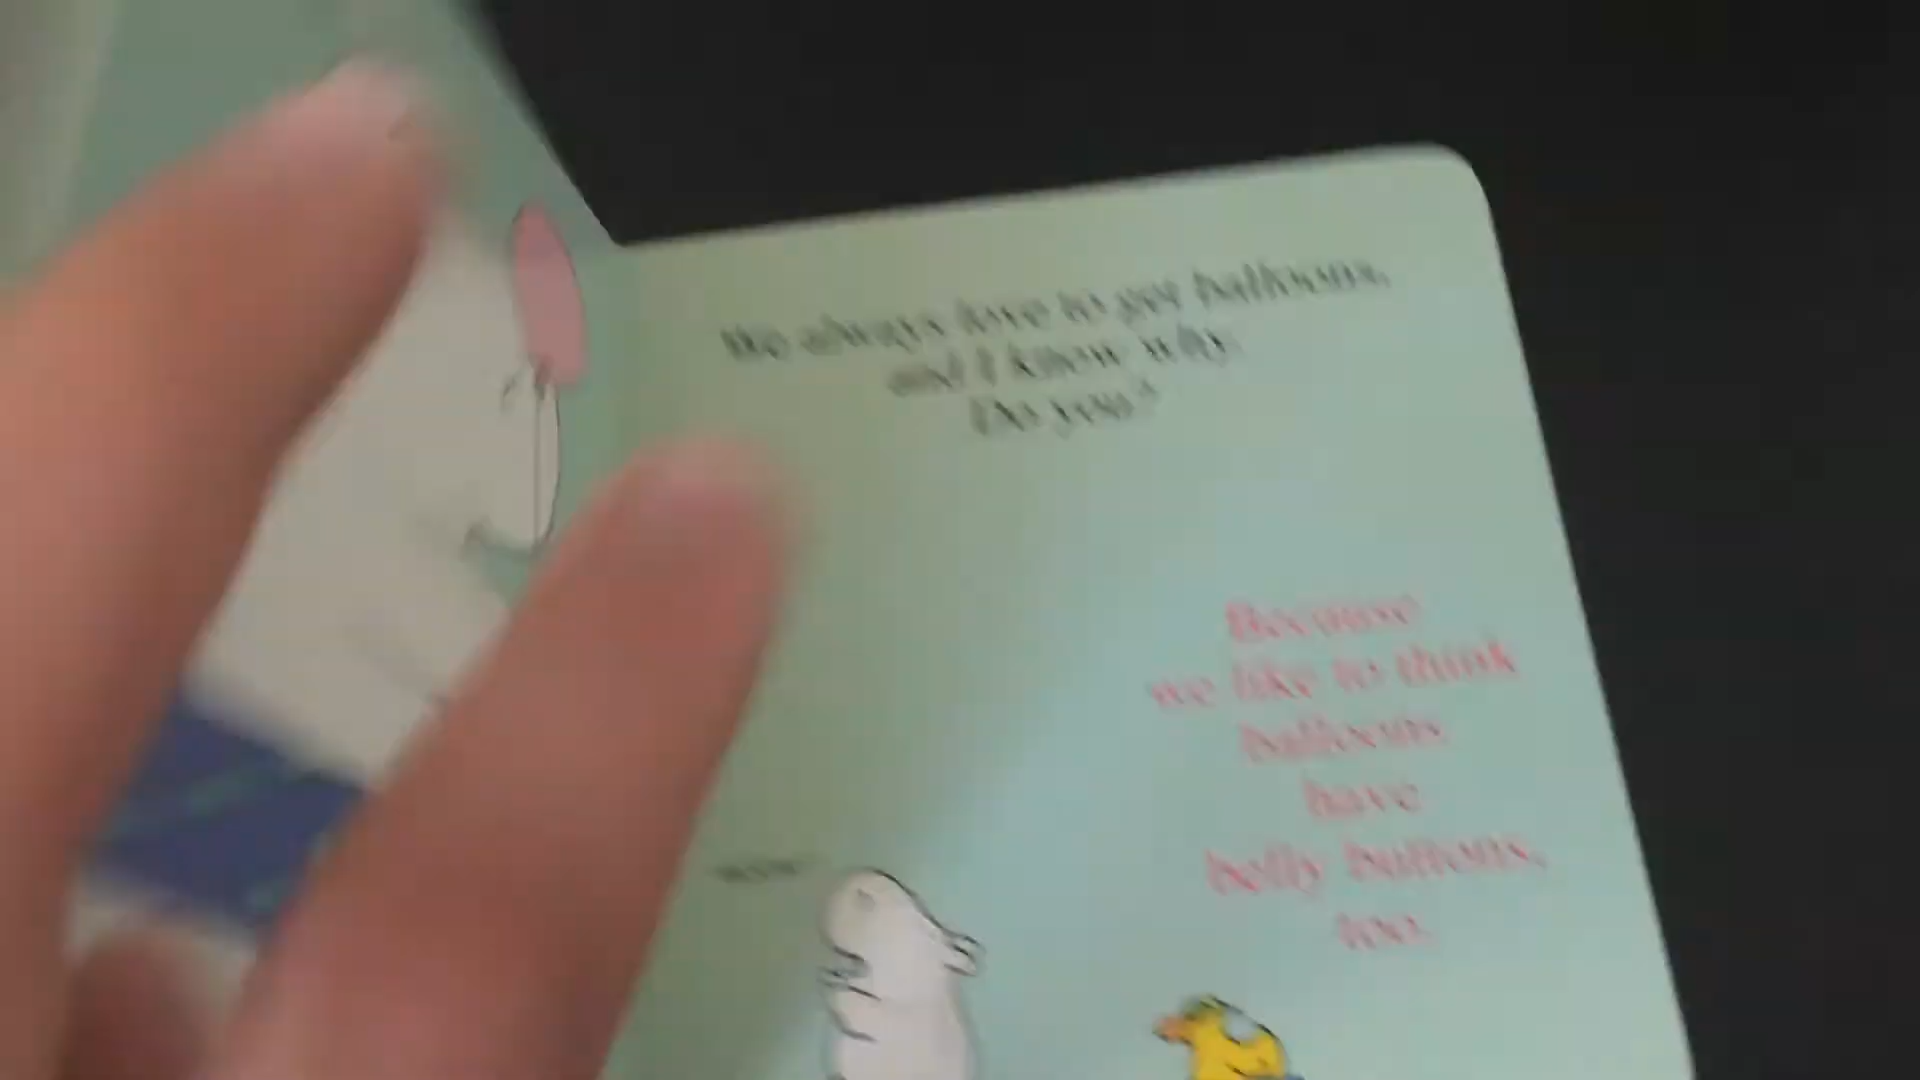 We always love to get balloons,
and I know why.
Do you?
Because
we like to think
balloons
have
belly buttons,
too.